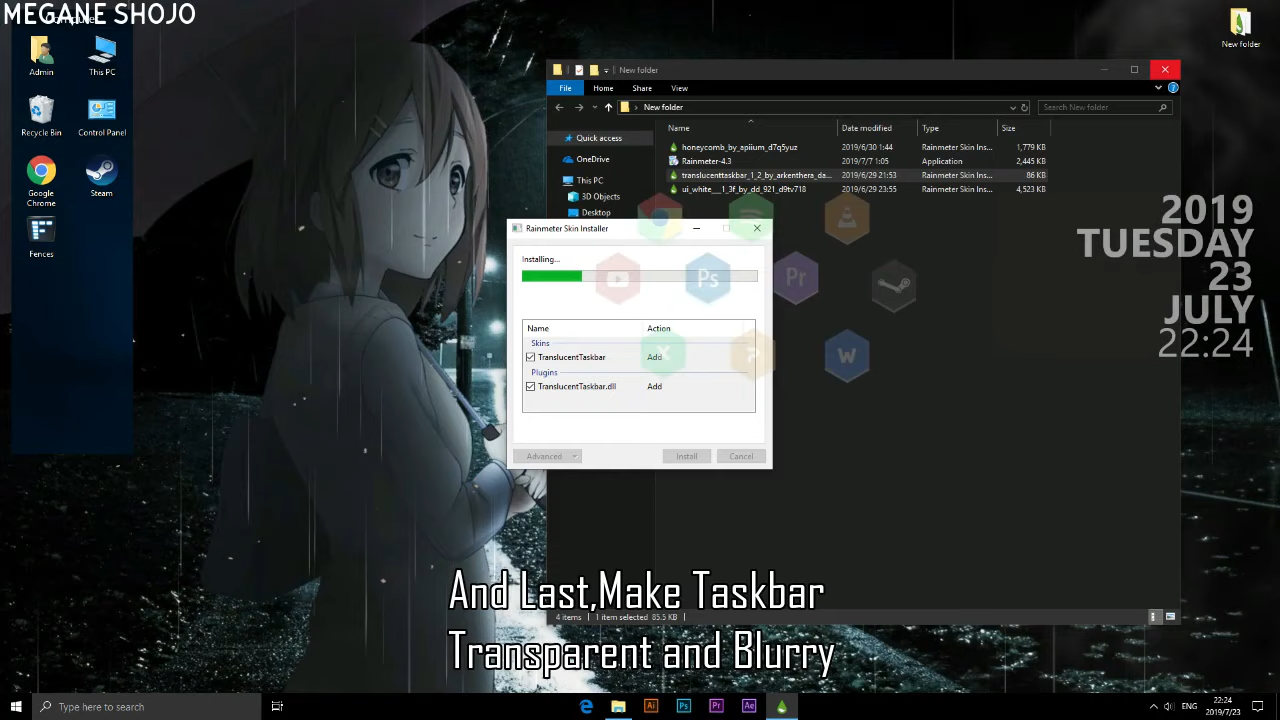 MEGANE SHOJO
Computer
Admin
This PC
Recycle Bin
Control Panel
Google
Chrome
Steam
Fences
New folder
New folder
File
Home
Share
View
New folder
Search New folder
Quick access
OneDrive
This PC
3D Objects
Desktop
Name
Date modified
Type
Size
honeycomb_by_apiium_d7q5yuz
2019/6/30 1:44
Rainmeter Skin Ins...
1,779 KB
Rainmeter-4.3
2019/7/7 1:05
Application
2,445 KB
translucenttaskbar_1_2_by_arkenthera_da...
2019/6/29 21:53
Rainmeter Skin Ins...
86 KB
ui_white___1_3f_by_dd_921_d9tv718
2019/6/29 23:55
Rainmeter Skin Ins...
4,523 KB
Rainmeter Skin Installer
Installing...
Name
Action
Skins
TranslucentTaskbar
Add
Plugins
TranslucentTaskbar.dll
Add
Advanced
Install
Cancel
Ps
Pr
X
P
W
2019
TUESDAY
23
JULY
22:24
4 items
1 item selected 85.5 KB
And Last,Make Taskbar
Transparent and Blurry
Type here to search
Ai
Ps
Pr
Ae
ENG
22:24
2019/7/23